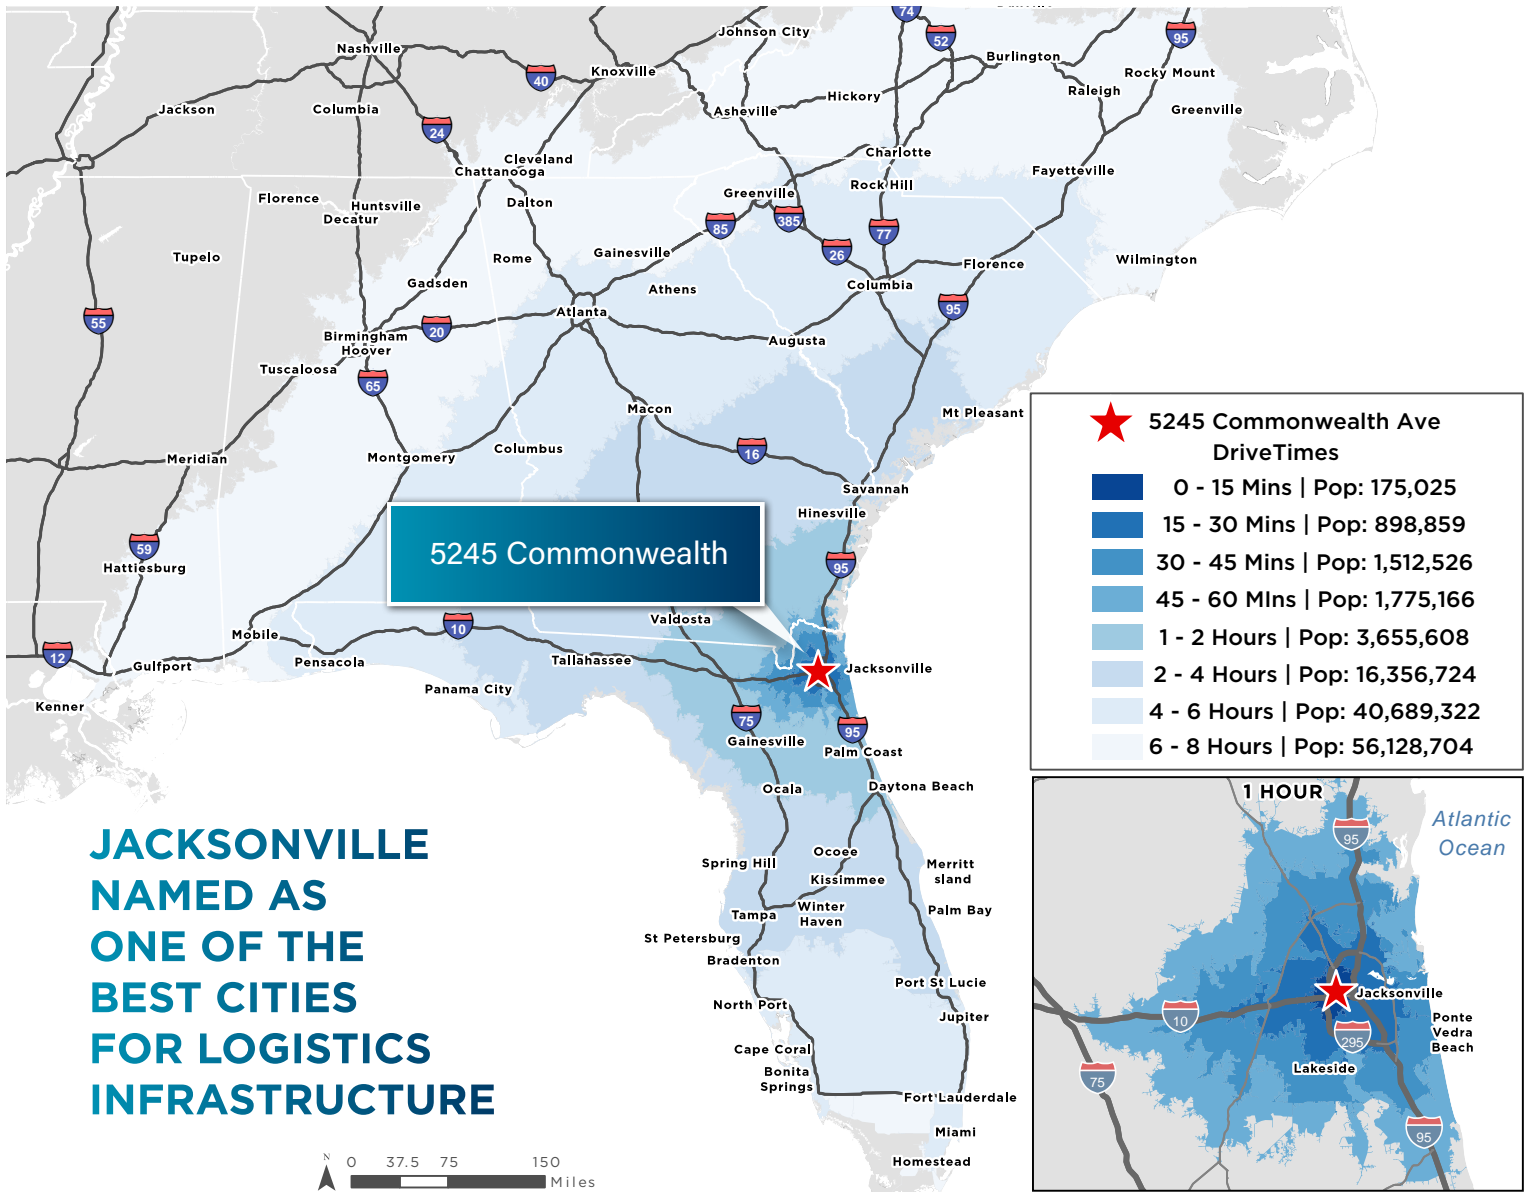 74
52
95
Johnson City
Nashville
Burlington
Knoxville
40
Rocky Mount
Raleigh
Hickory
Jackson
Columbia
Asheville
Greenville
24
Charlotte
Cleveland
Chattanooga
Fayetteville
Rock Hill
Greenville
Florence
Huntsville
Decatur
Dalton
85
385
77
26
Gainesville
Tupelo
Rome
Wilmington
Florence
Gadsden
Athens
Columbia
95
Atlanta
55
20
Birmingham
Hoover
Augusta
Tuscaloosa
65
Macon
Mt Pleasant
Columbus
16
Meridian
Montgomery
Savannah
Hinesville
59
Hattiesburg
95
5245 Commonwealth
Valdosta
10
Mobile
12
Gulfport
Pensacola
Tallahassee
Jacksonville
Panama City
Kenner
75
95
Gainesville
Palm Coast
Ocala
Daytona Beach
Ocoee
Spring Hill
Kissimmee
Merritt
sland
Winter
Haven
Tampa
Palm Bay
St Petersburg
Bradenton
Port St Lucie
North Port
Jupiter
Cape Coral
Bonita
Springs
Fort Lauderdale
Miami
Homestead
5245 Commonwealth Ave
DriveTimes
0 - 15 Mins | Pop: 175,025
15 - 30 Mins | Pop: 898,859
30 - 45 Mins | Pop: 1,512,526
45 - 60 MIns | Pop: 1,775,166
1 - 2 Hours | Pop: 3,655,608
2 - 4 Hours | Pop: 16,356,724
4 - 6 Hours | Pop: 40,689,322
6 - 8 Hours | Pop: 56,128,704
1 HOUR
Atlantic
Ocean
95
Jacksonville
10
295
Ponte
Vedra
Beach
Lakeside
75
95
JACKSONVILLE
NAMED AS
ONE OF THE
BEST CITIES
FOR LOGISTICS
INFRASTRUCTURE
N
0 37.5 75 150
Miles